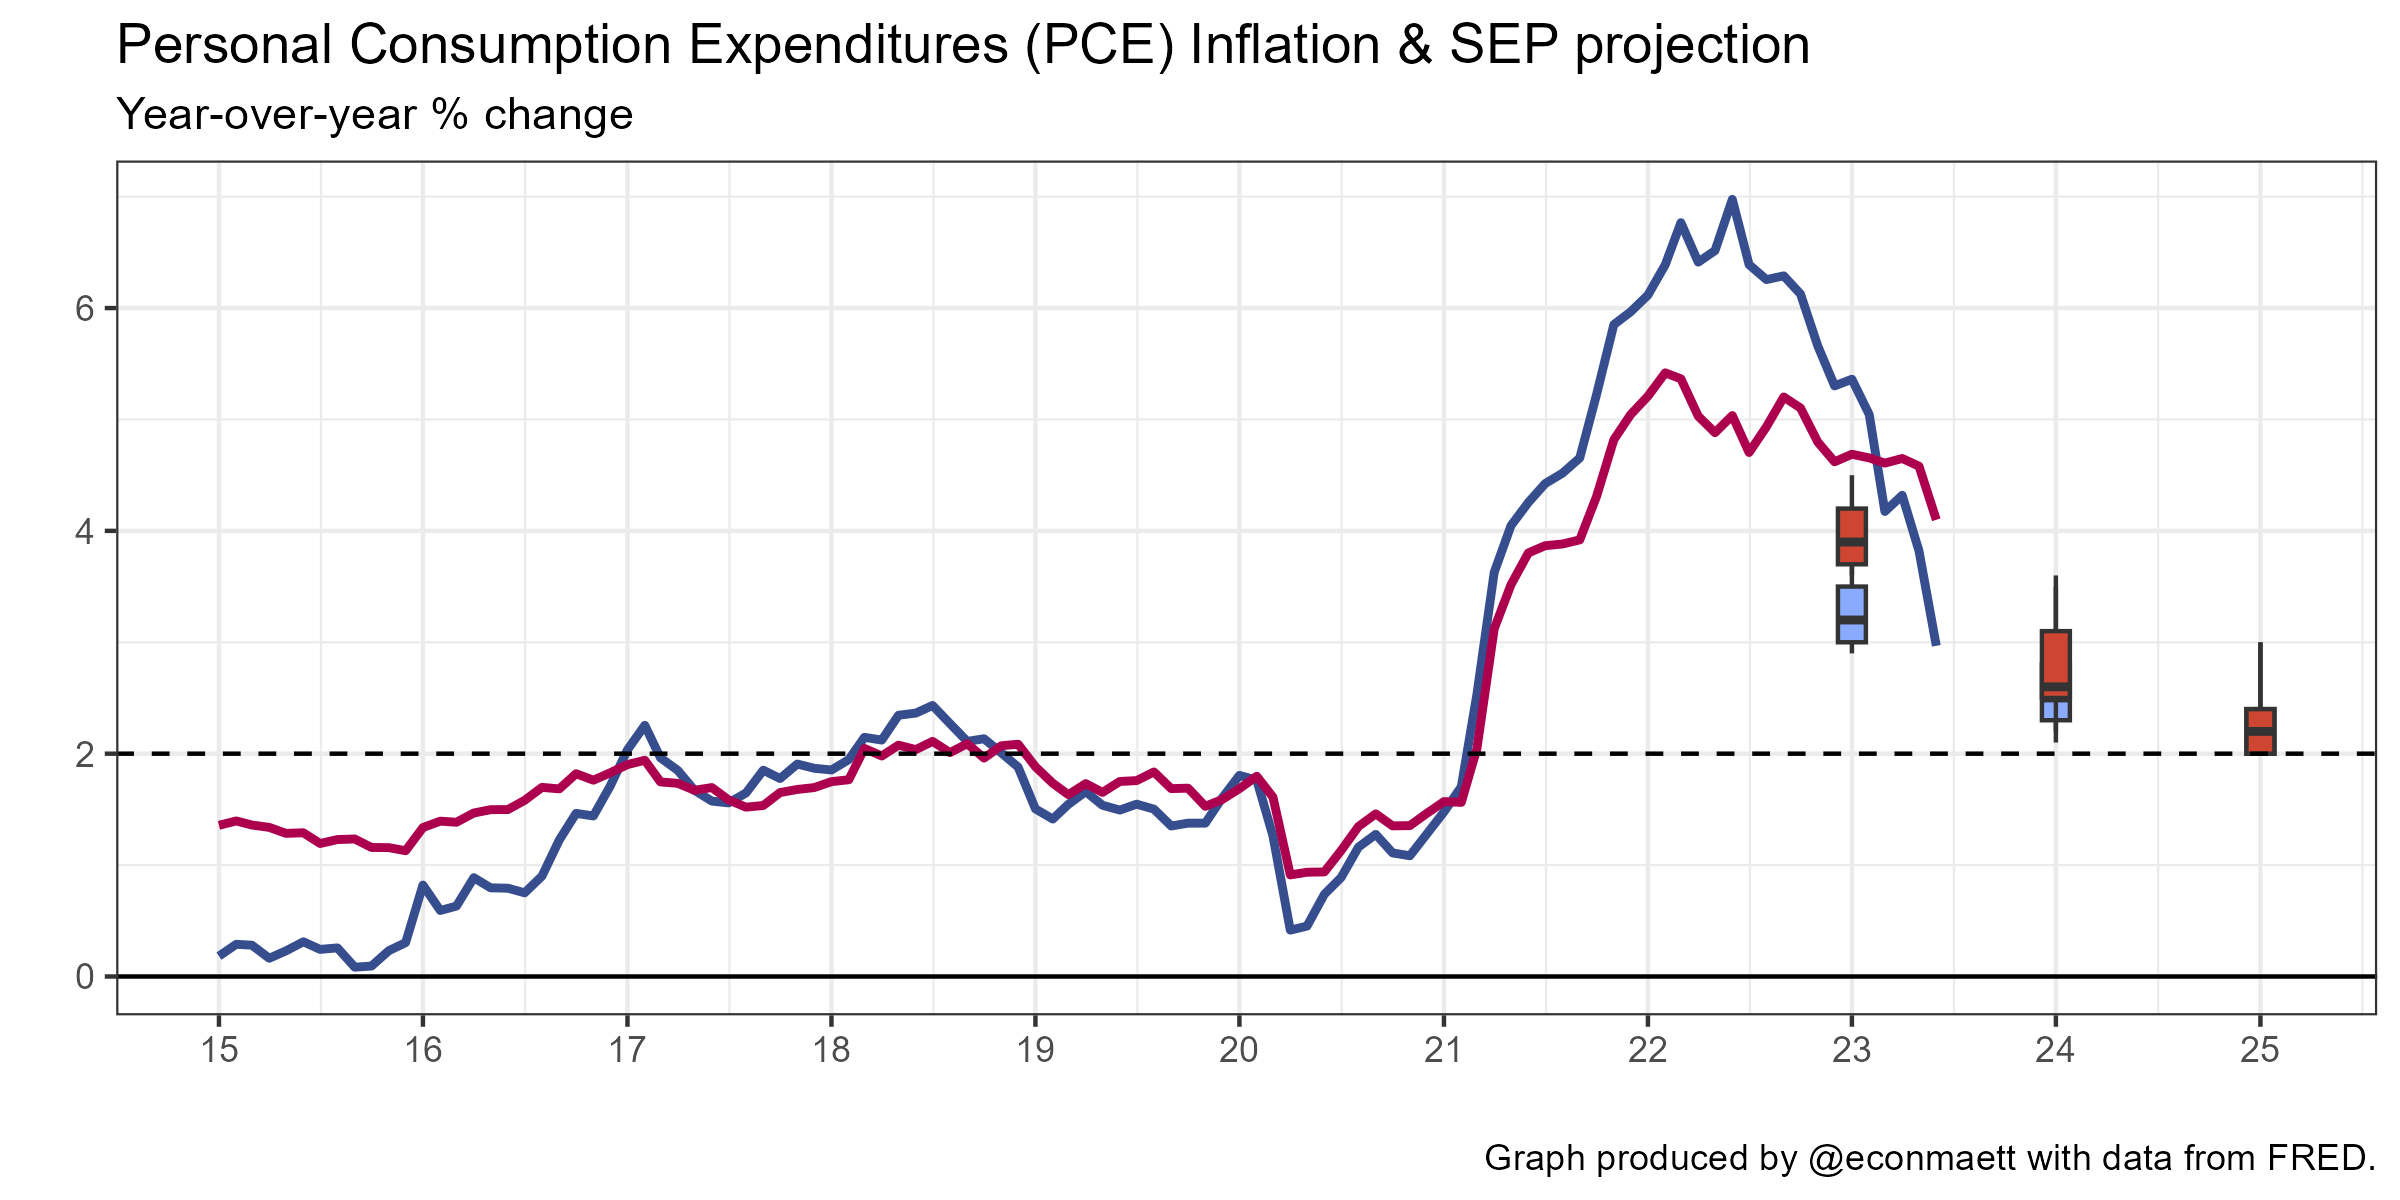 Personal Consumption Expenditures (PCE) Inflation & SEP projection
Year-over-year % change
6
4
2
0
15 16 17 18 19 20 21 22 23 24 25
Graph produced by @econmaett with data from FRED.